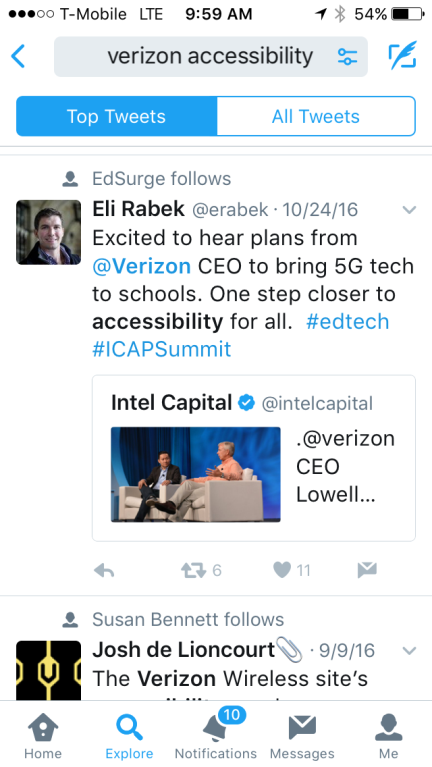 T-Mobile LTE 9:59 AM 54%
verizon accessibility
Top Tweets All Tweets
EdSurge follows
Eli Rabek @erabek · 10/24/16
Excited to hear plans from
@Verizon CEO to bring 5G tech
to schools. One step closer to
accessibility for all. #edtech
#ICAPSummit
Intel Capital @intelcapital
.@verizon
CEO
Lowell...
6 11
Susan Bennett follows
Josh de Lioncourt · 9/9/16
The Verizon Wireless site's
10
Home Explore Notifications Messages Me